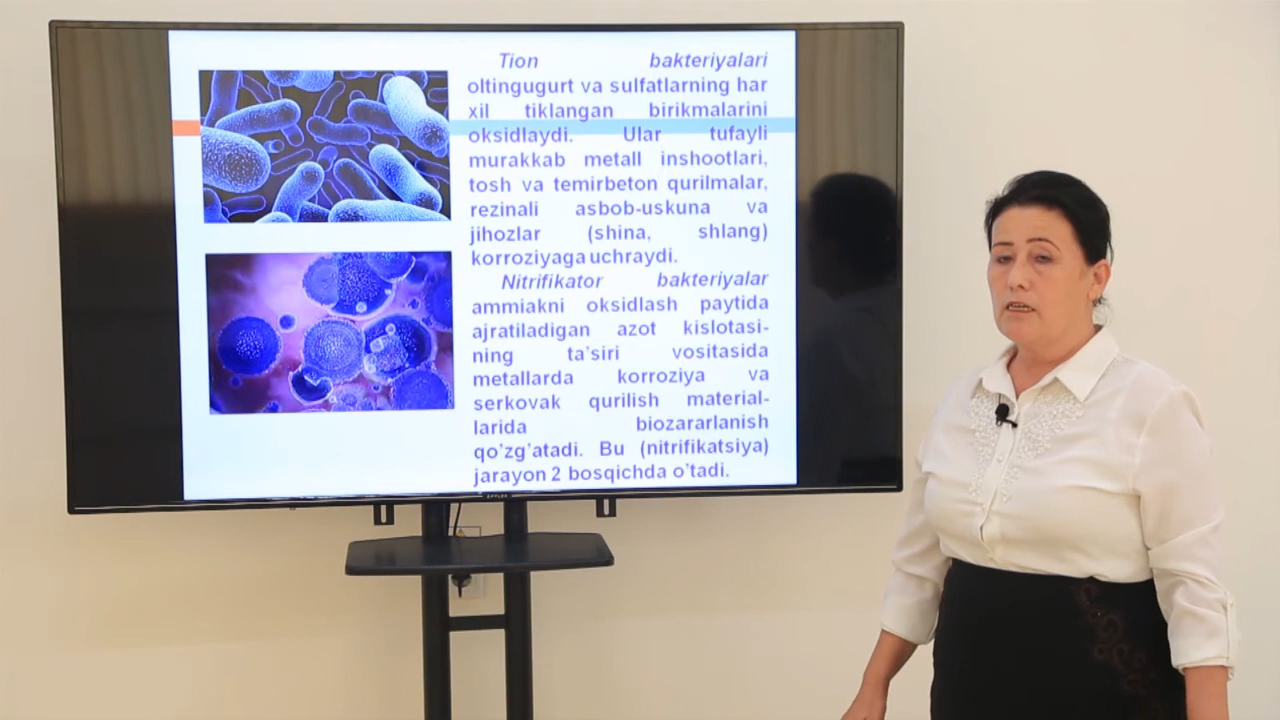 Tion bakteriyalari
oltingugurt va sulfatlarning har
xil tiklangan birikmalarini
oksidlaydi. Ular tufayli
murakkab metall inshootlari,
tosh va temirbeton qurilmalar,
rezinali asbob-uskuna va
jihozlar (shina, shlang)
korroziyaga uchraydi.
Nitrifikator bakteriyalar
ammiakni oksidlash paytida
ajratiladigan azot kislotasi-
ning ta'siri vositasida
metallarda korroziya va
serkovak qurilish material-
larida biozararlanish
qo'zg'atadi. Bu (nitrifikatsiya)
jarayon 2 bosqichda o'tadi.